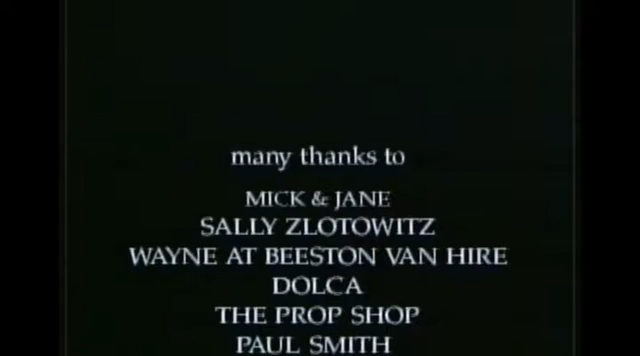 many thanks to
MICK & JANE
SALLY ZLOTOWITZ
WAYNE AT BEESTON VAN HIRE
DOLCA
THE PROP SHOP
PAUL SMITH